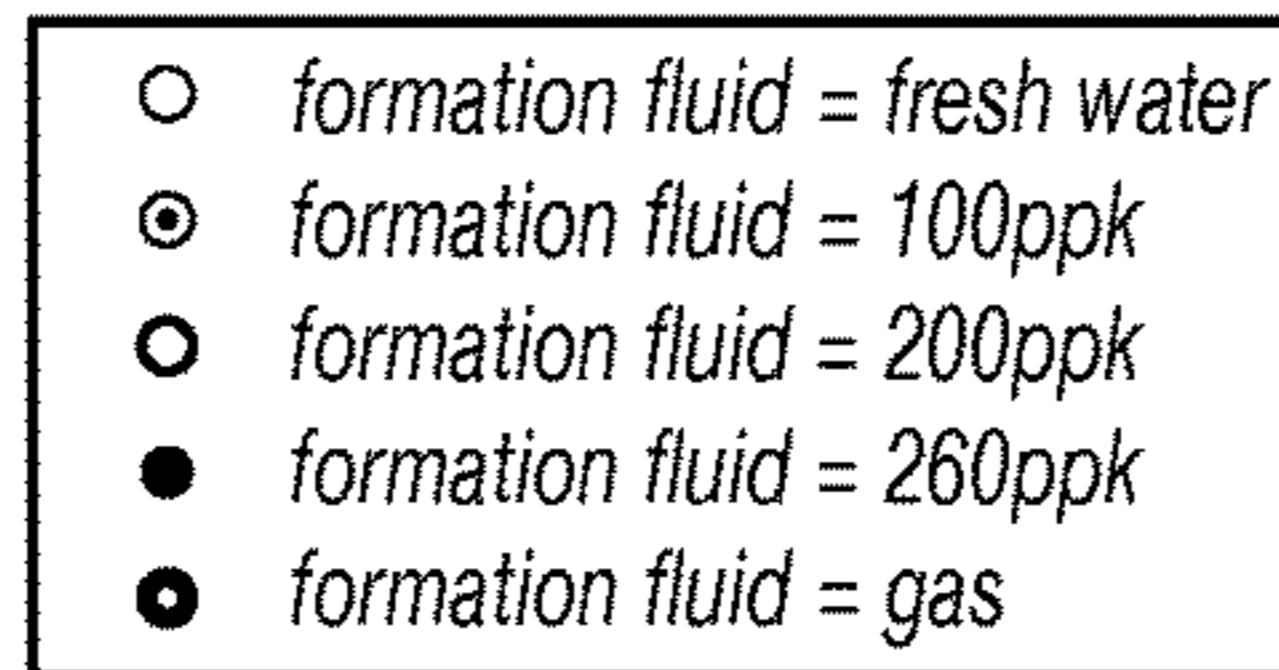 formation fluid = fresh water
formation fluid = 100ppk
formation fluid = 200ppk
formation fluid = 260ppk
formation fluid = gas